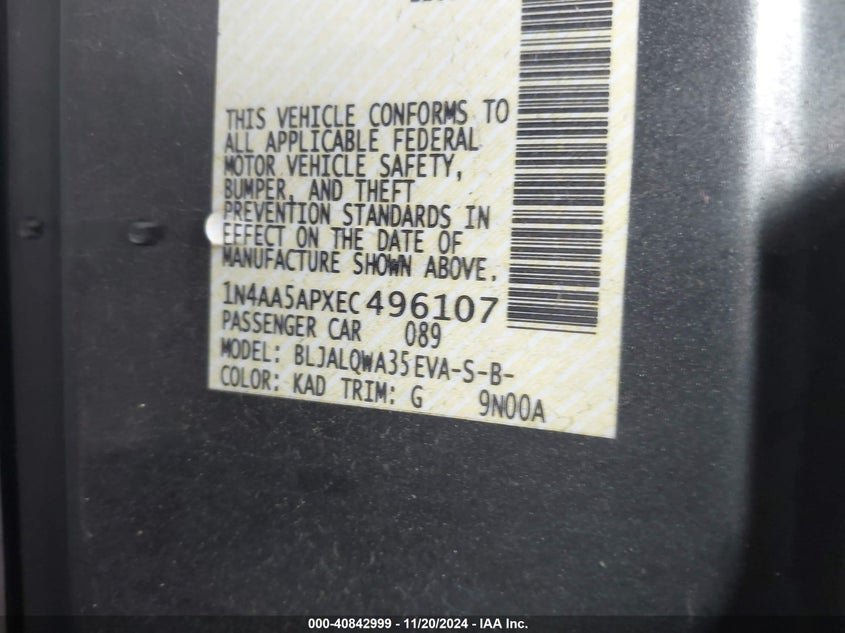 THIS VEHICLE CONFORMS TO
ALL APPLICABLE FEDERAL
MOTOR VEHICLE SAFETY,
BUMPER, AND THEFT
PREVENTION STANDARDS IN
EFFECT ON THE DATE OF
MANUFACTURE SHOWN ABOVE.
1N4AA5APXEC496107
PASSENGER CAR 089
MODEL: BLJALQWA35EVA-S-B-
COLOR: KAD TRIM: G 9N00A
000-40842999 - 11/20/2024 - IAA Inc.